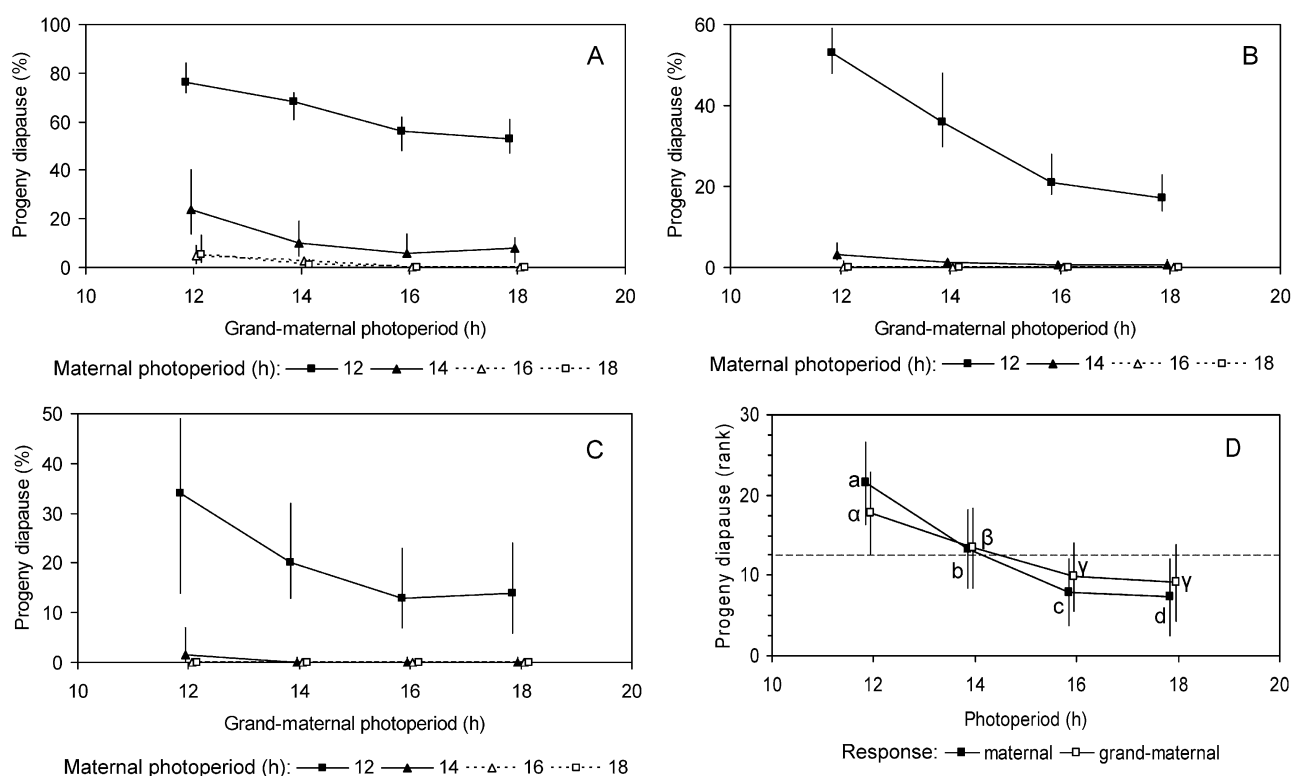 A
Progeny diapause (%)
100
80
60
40
20
0
10 12 14 16 18 20
Grand-maternal photoperiod (h)
Maternal photoperiod (h): 12 14 16 18
B
Progeny diapause (%)
60
40
20
0
10 12 14 16 18 20
Grand-maternal photoperiod (h)
Maternal photoperiod (h): 12 14 16 18
C
Progeny diapause (%)
50
40
30
20
10
0
10 12 14 16 18 20
Grand-maternal photoperiod (h)
Maternal photoperiod (h): 12 14 16 18
D
Progeny diapause (rank)
30
20
10
0
a
α
b
β
c
γ
d
γ
10 12 14 16 18 20
Photoperiod (h)
Response: maternal grand-maternal